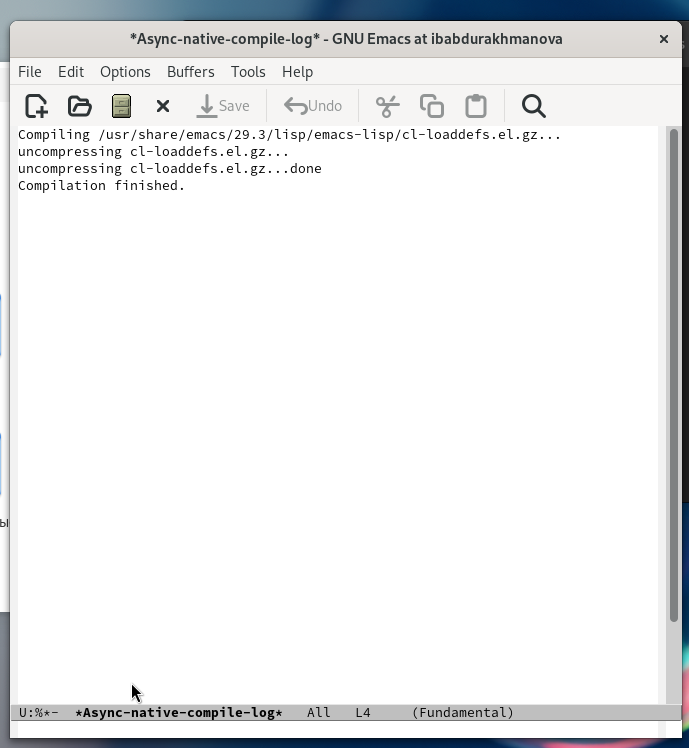 *Async-native-compile-log* - GNU Emacs at ibabdurakhmanova
File Edit Options Buffers Tools Help
Save Undo
Compiling /usr/share/emacs/29.3/lisp/emacs-lisp/cl-loaddefs.el.gz...
uncompressing cl-loaddefs.el.gz...
uncompressing cl-loaddefs.el.gz...done
Compilation finished.
U:%*- *Async-native-compile-log* All L4 (Fundamental)